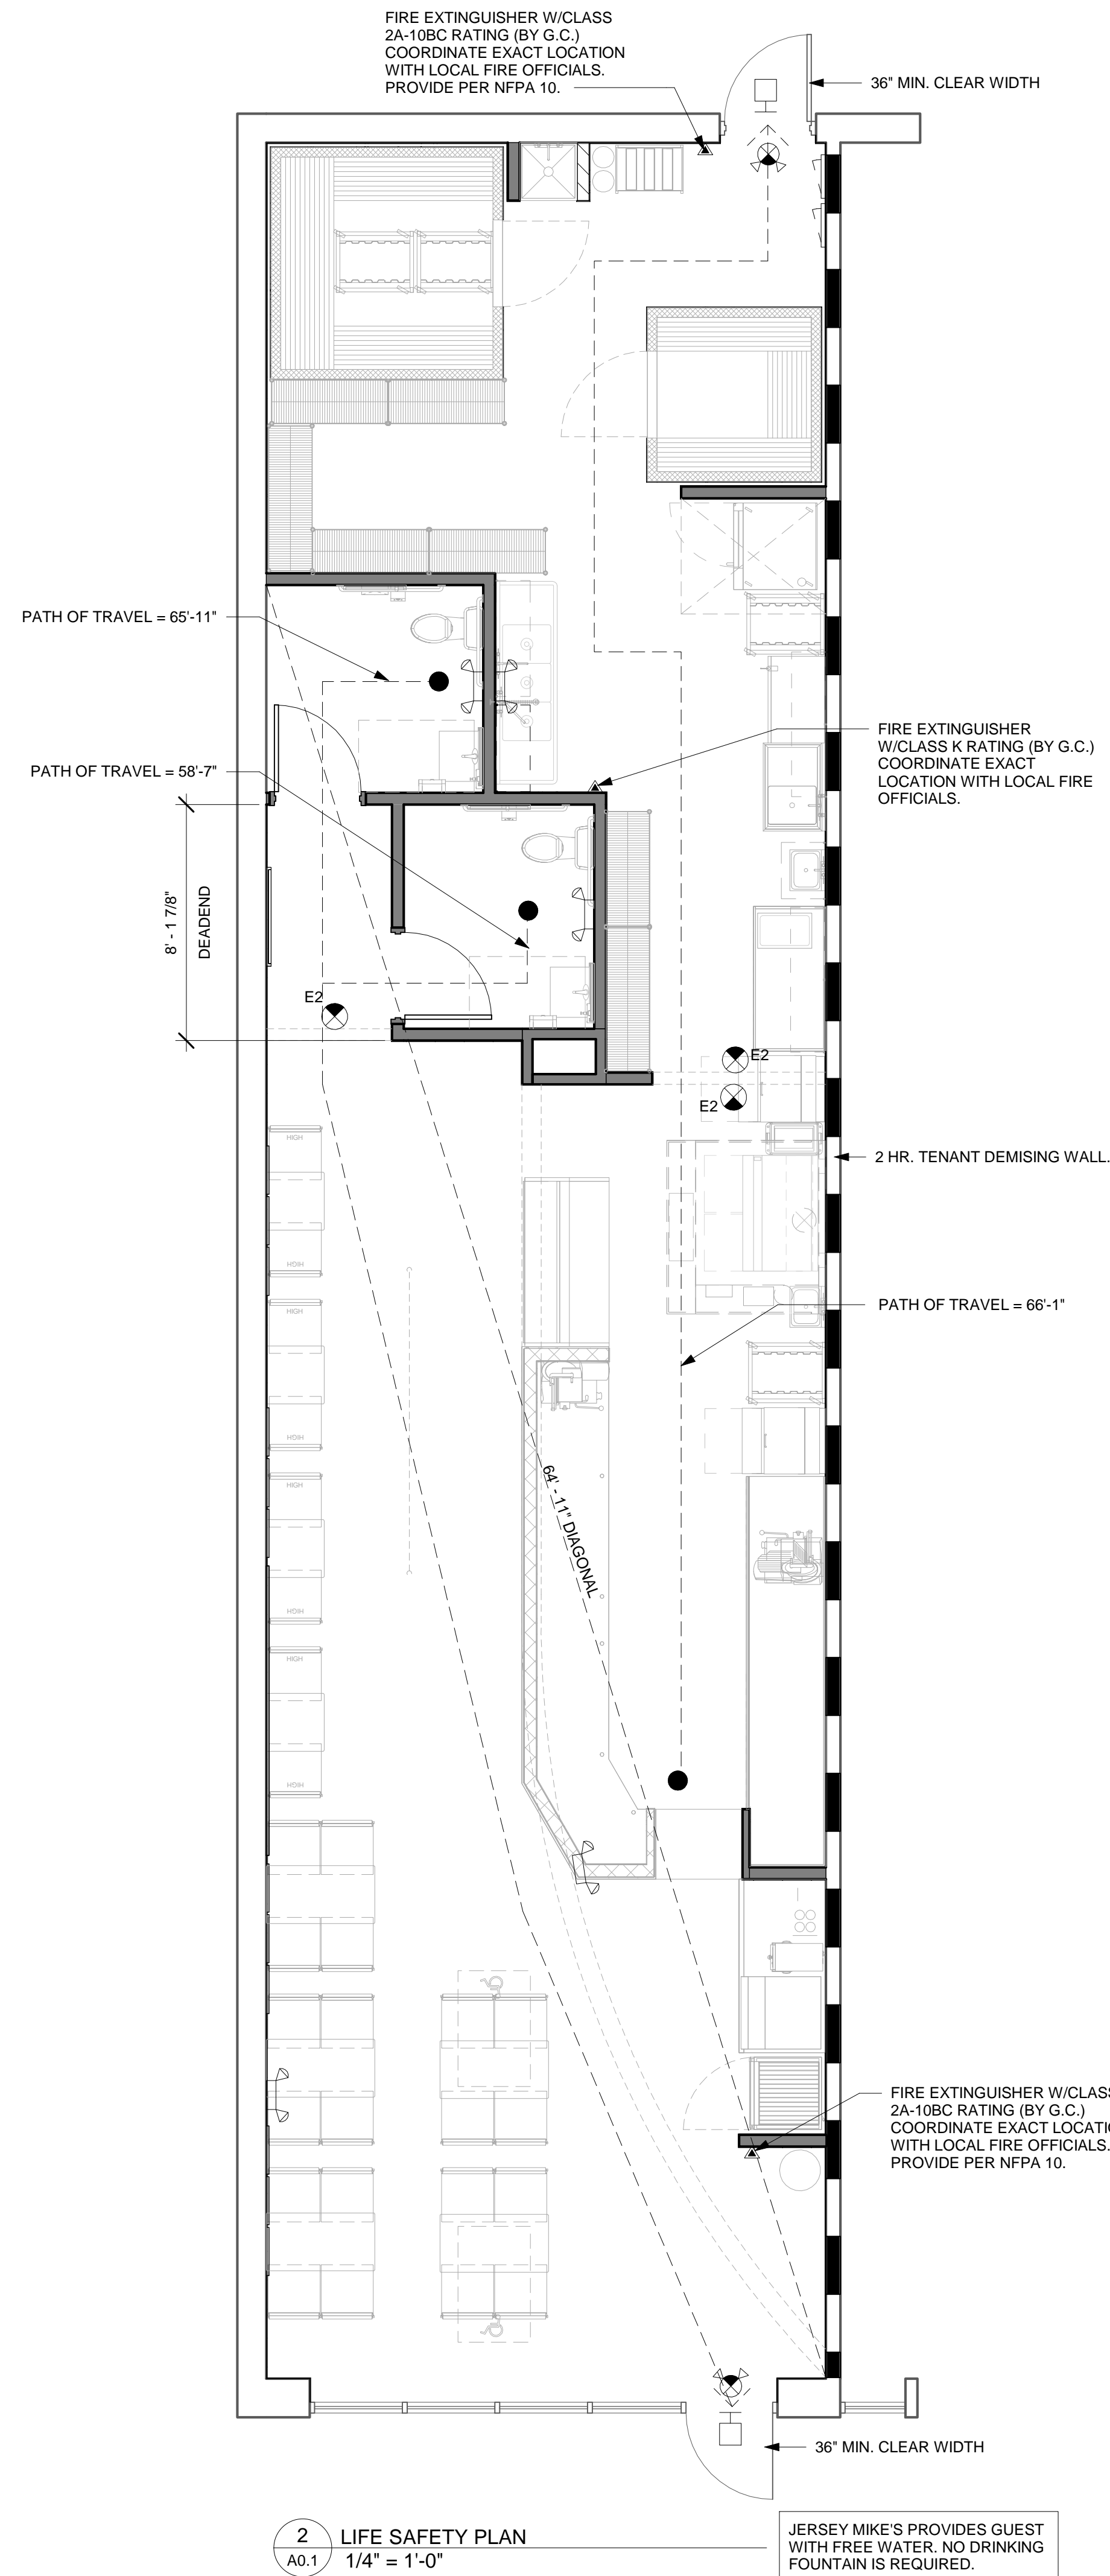 FIRE EXTINGUISHER W/CLASS
2A-10BC RATING (BY G.C.)
COORDINATE EXACT LOCATION
WITH LOCAL FIRE OFFICIALS.
PROVIDE PER NFPA 10.
36" MIN. CLEAR WIDTH
PATH OF TRAVEL = 65'-11"
PATH OF TRAVEL = 58'-7"
FIRE EXTINGUISHER
W/CLASS K RATING (BY G.C.)
COORDINATE EXACT
LOCATION WITH LOCAL FIRE
OFFICIALS.
8' - 1 7/8"
DEADEND
E2
E2
E2
2 HR. TENANT DEMISING WALL.
HIGH
HIGH
HIGH
HIGH
HIGH
HIGH
HIGH
HIGH
PATH OF TRAVEL = 66'-1"
64' - 11" DIAGONAL
FIRE EXTINGUISHER W/CLASS
2A-10BC RATING (BY G.C.)
COORDINATE EXACT LOCATIO
WITH LOCAL FIRE OFFICIALS.
PROVIDE PER NFPA 10.
36" MIN. CLEAR WIDTH
2
A0.1
LIFE SAFETY PLAN
1/4" = 1'-0"
JERSEY MIKE'S PROVIDES GUEST
WITH FREE WATER. NO DRINKING
FOUNTAIN IS REQUIRED.